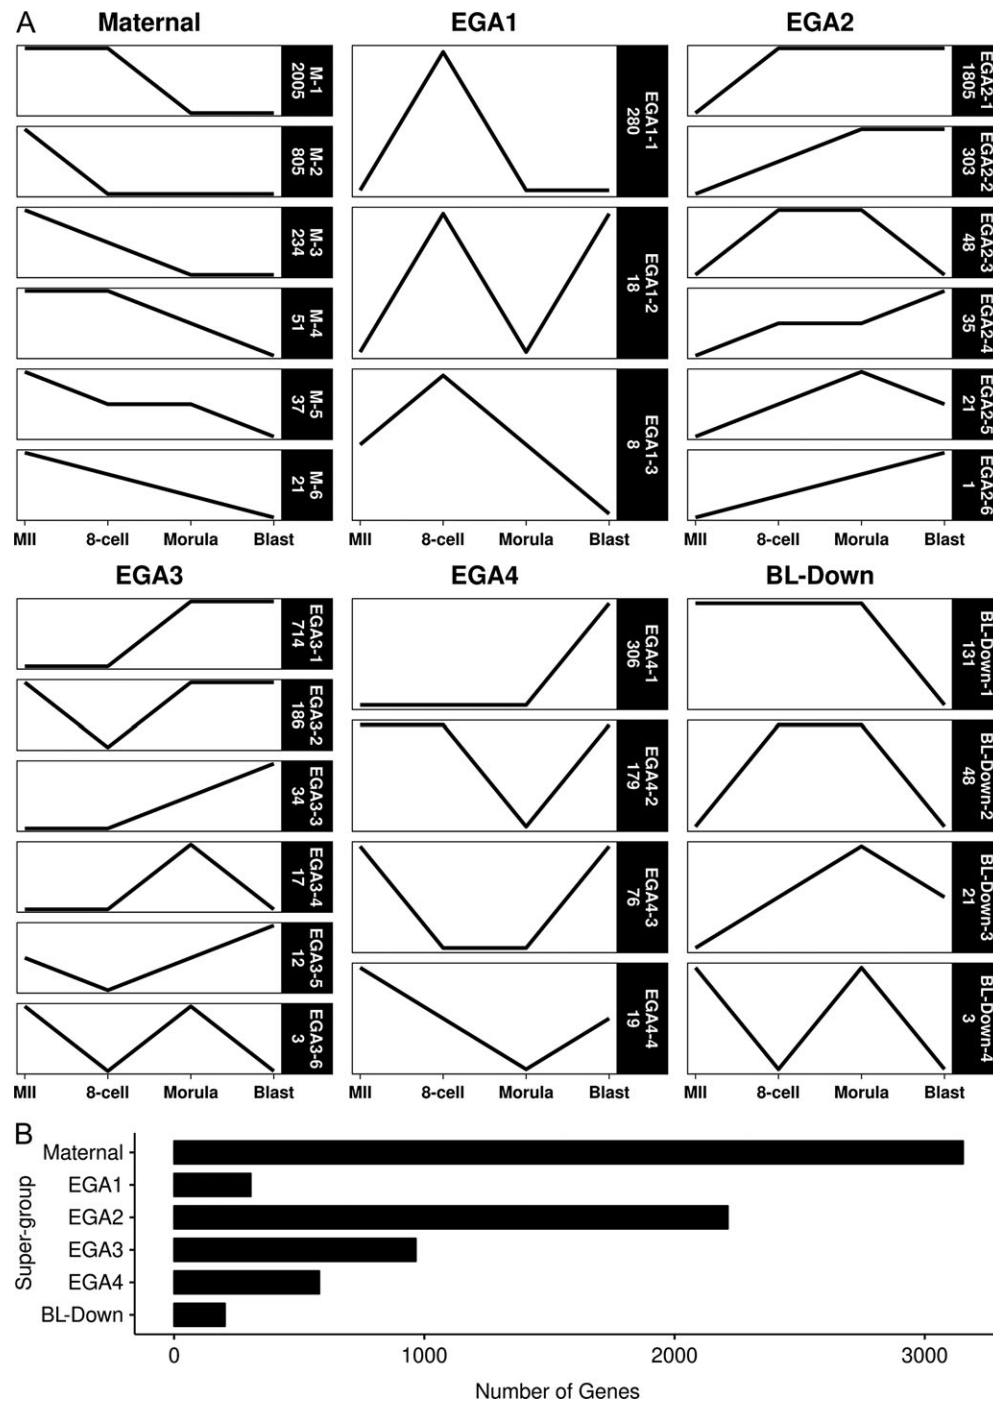 A
Maternal
EGA1
EGA2
M-1
2005
M-2
805
M-3
234
M-4
51
M-5
37
M-6
21
EGA1-1
280
EGA1-2
18
EGA1-3
8
EGA2-1
1805
EGA2-2
303
EGA2-3
48
EGA2-4
35
EGA2-5
21
EGA2-6
1
MII 8-cell Morula Blast
MII 8-cell Morula Blast
MII 8-cell Morula Blast
EGA3
EGA4
BL-Down
EGA3-1
714
EGA3-2
186
EGA3-3
34
EGA3-4
17
EGA3-5
12
EGA3-6
3
EGA4-1
306
EGA4-2
179
EGA4-3
76
EGA4-4
19
BL-Down-1
131
BL-Down-2
48
BL-Down-3
21
BL-Down-4
3
MII 8-cell Morula Blast
MII 8-cell Morula Blast
MII 8-cell Morula Blast
B
Super-group
Maternal
EGA1
EGA2
EGA3
EGA4
BL-Down
0 1000 2000 3000
Number of Genes